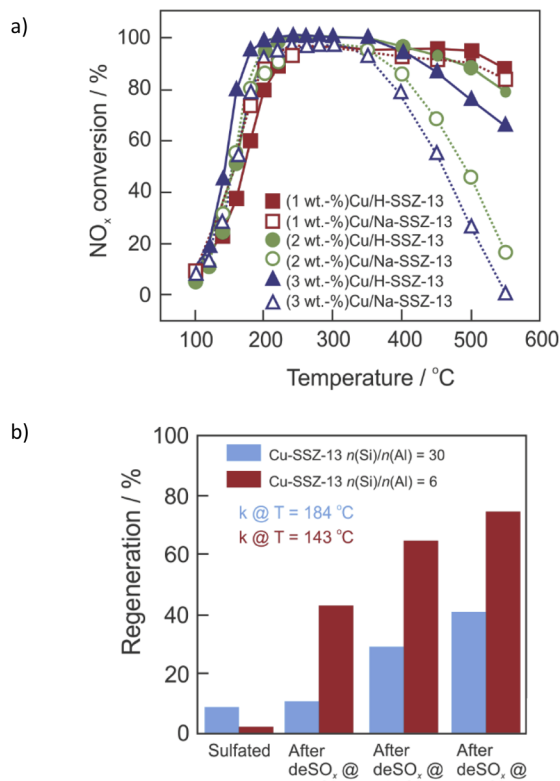 a)
NOx conversion / %
100
80
60
40
20
0
(1 wt.-%)Cu/H-SSZ-13
(1 wt.-%)Cu/Na-SSZ-13
(2 wt.-%)Cu/H-SSZ-13
(2 wt.-%)Cu/Na-SSZ-13
(3 wt.-%)Cu/H-SSZ-13
(3 wt.-%)Cu/Na-SSZ-13
100 200 300 400 500 600
Temperature / °C
b)
Regeneration / %
100
80
60
40
20
0
Cu-SSZ-13 n(Si)/n(Al) = 30
Cu-SSZ-13 n(Si)/n(Al) = 6
k @ T = 184 °C
k @ T = 143 °C
Sulfated After After After
deSOx @ deSOx @ deSOx @